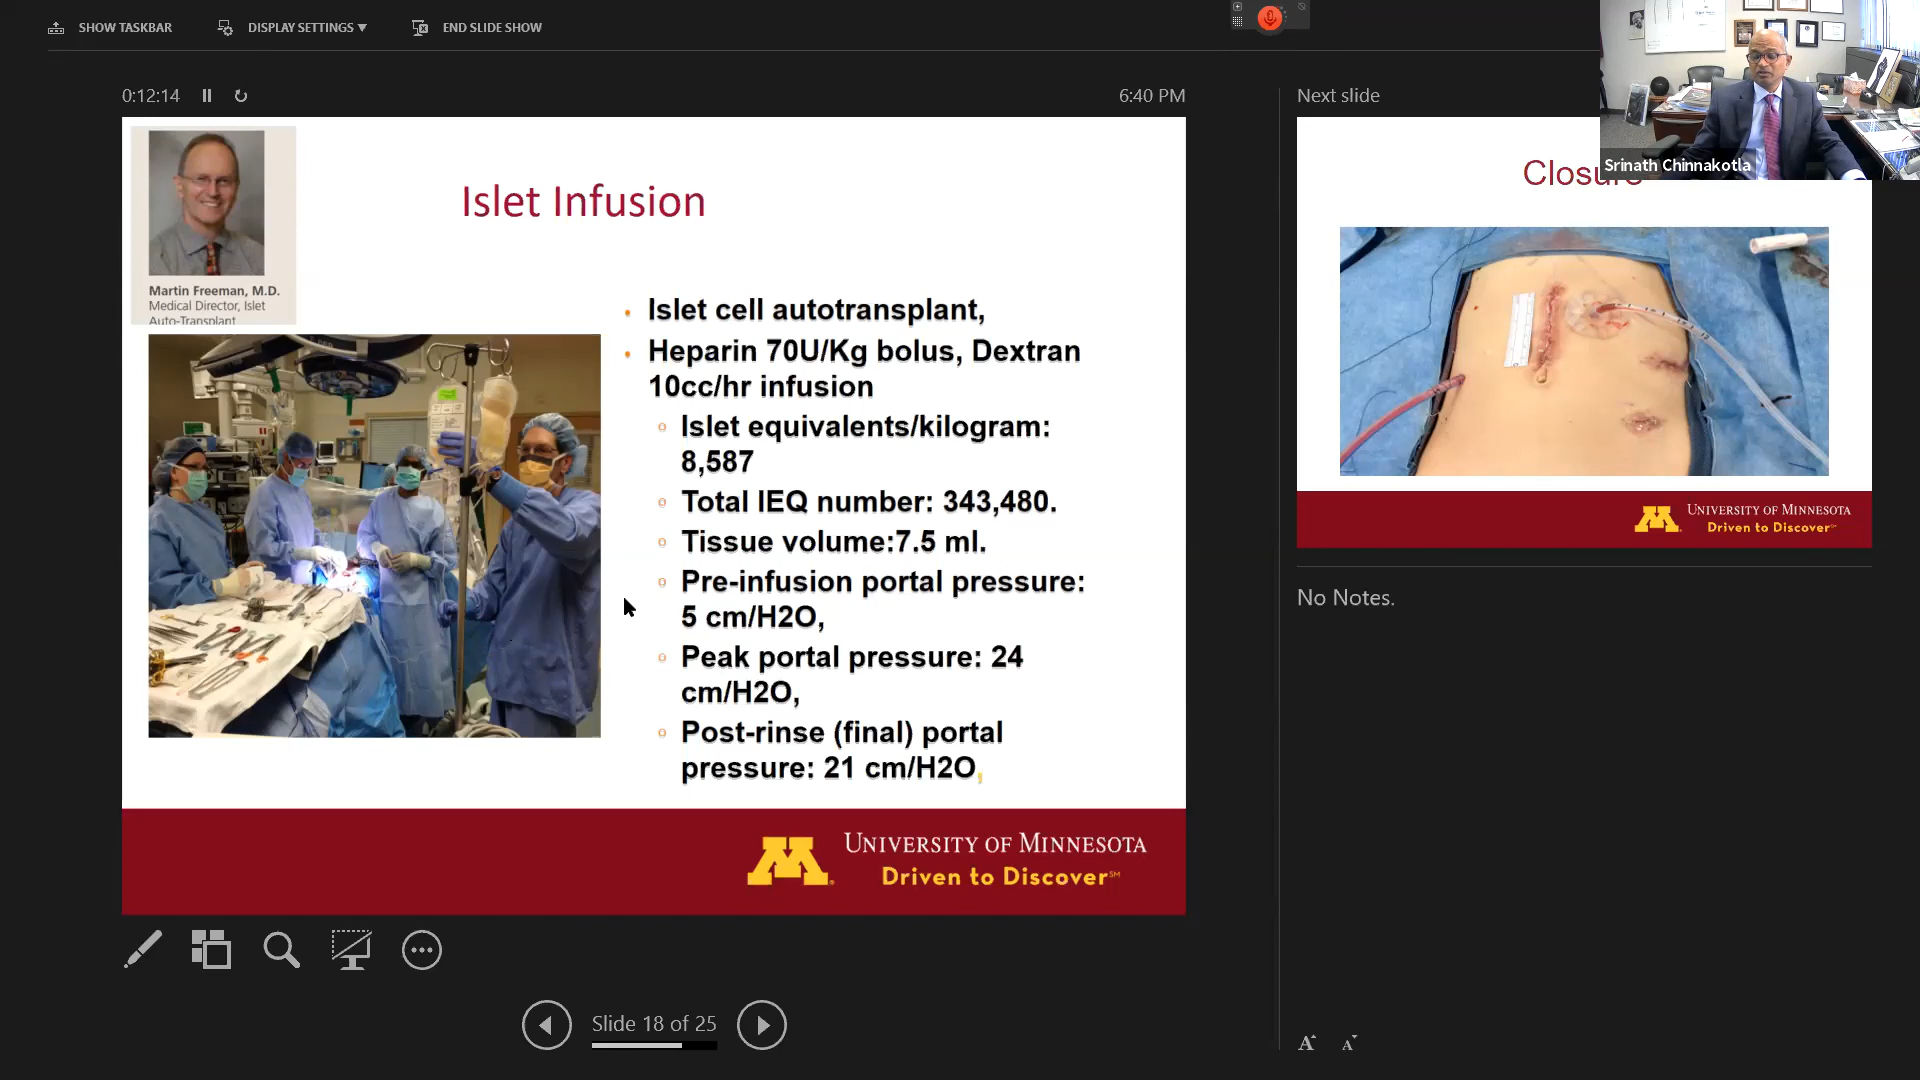 SHOW TASKBAR
DISPLAY SETTINGS ▼
END SLIDE SHOW
0:12:14
6:40 PM
Next slide
Martin Freeman, M.D.
Medical Director, Islet
Auto-Transplant
Islet Infusion
• Islet cell autotransplant,
• Heparin 70U/Kg bolus, Dextran
10cc/hr infusion
o Islet equivalents/kilogram:
8,587
o Total IEQ number: 343,480.
o Tissue volume:7.5 ml.
o Pre-infusion portal pressure:
5 cm/H2O,
o Peak portal pressure: 24
cm/H2O,
o Post-rinse (final) portal
pressure: 21 cm/H2O,
UNIVERSITY OF MINNESOTA
Driven to Discover℠
Slide 18 of 25
Srinath Chinnakotla
Closure
UNIVERSITY OF MINNESOTA
Driven to Discover℠
No Notes.
A A